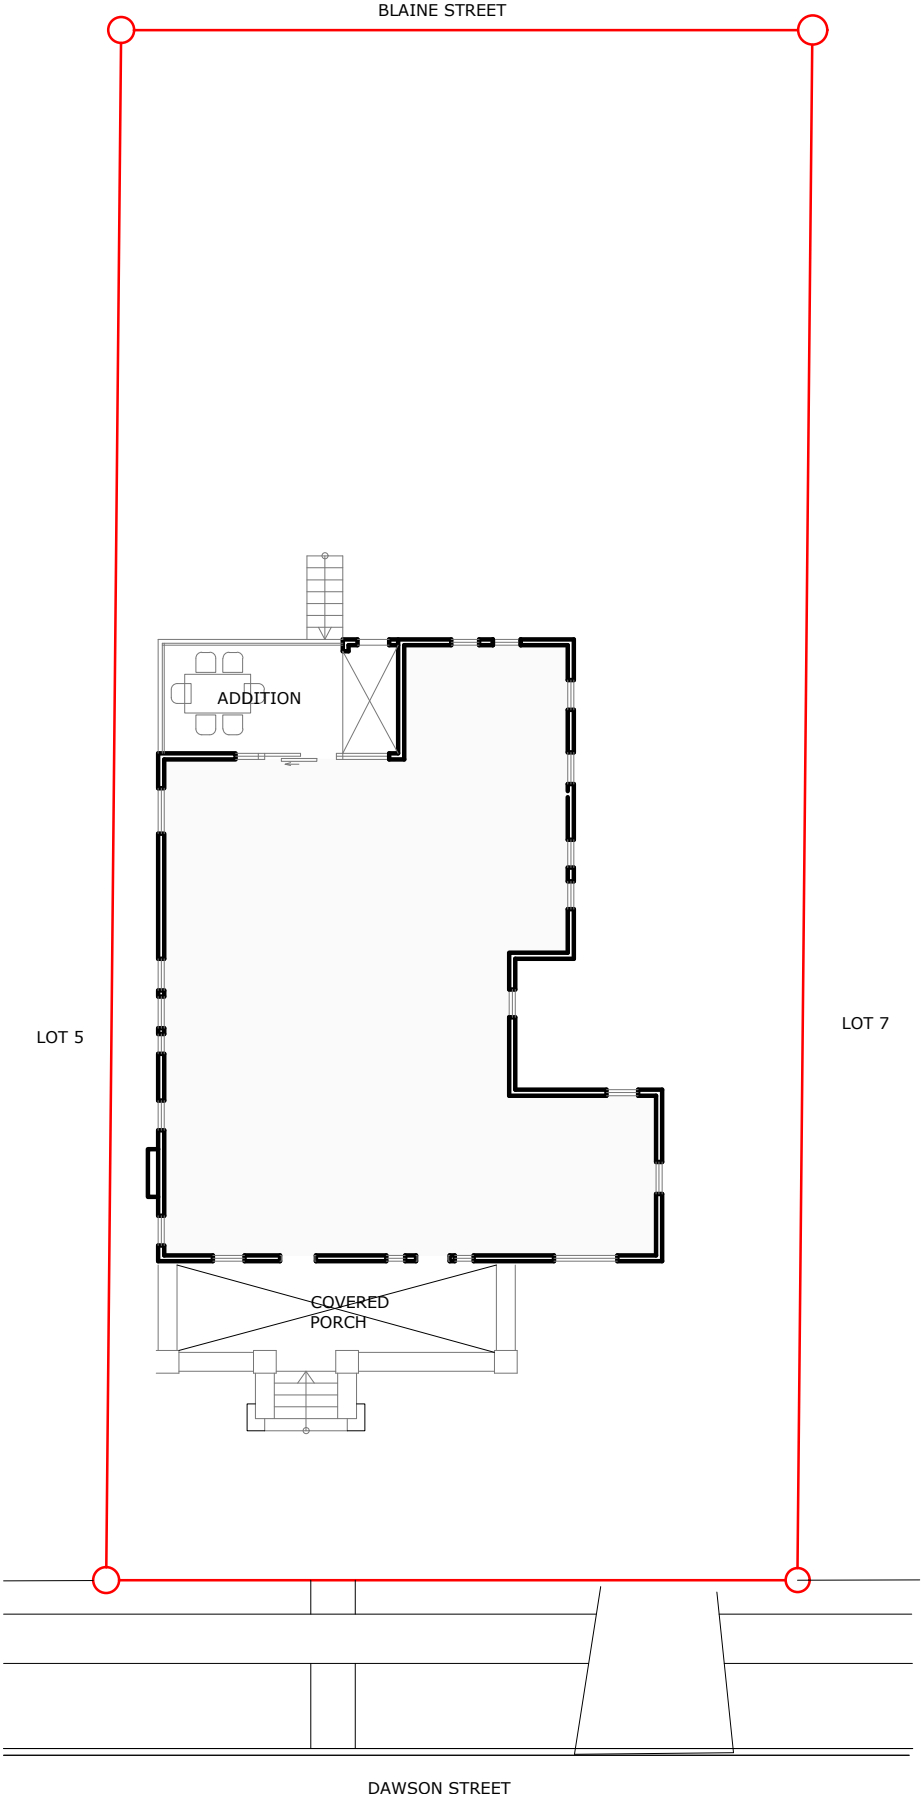 BLAINE STREET
ADDITION
LOT 5
LOT 7
COVERED
PORCH
DAWSON STREET